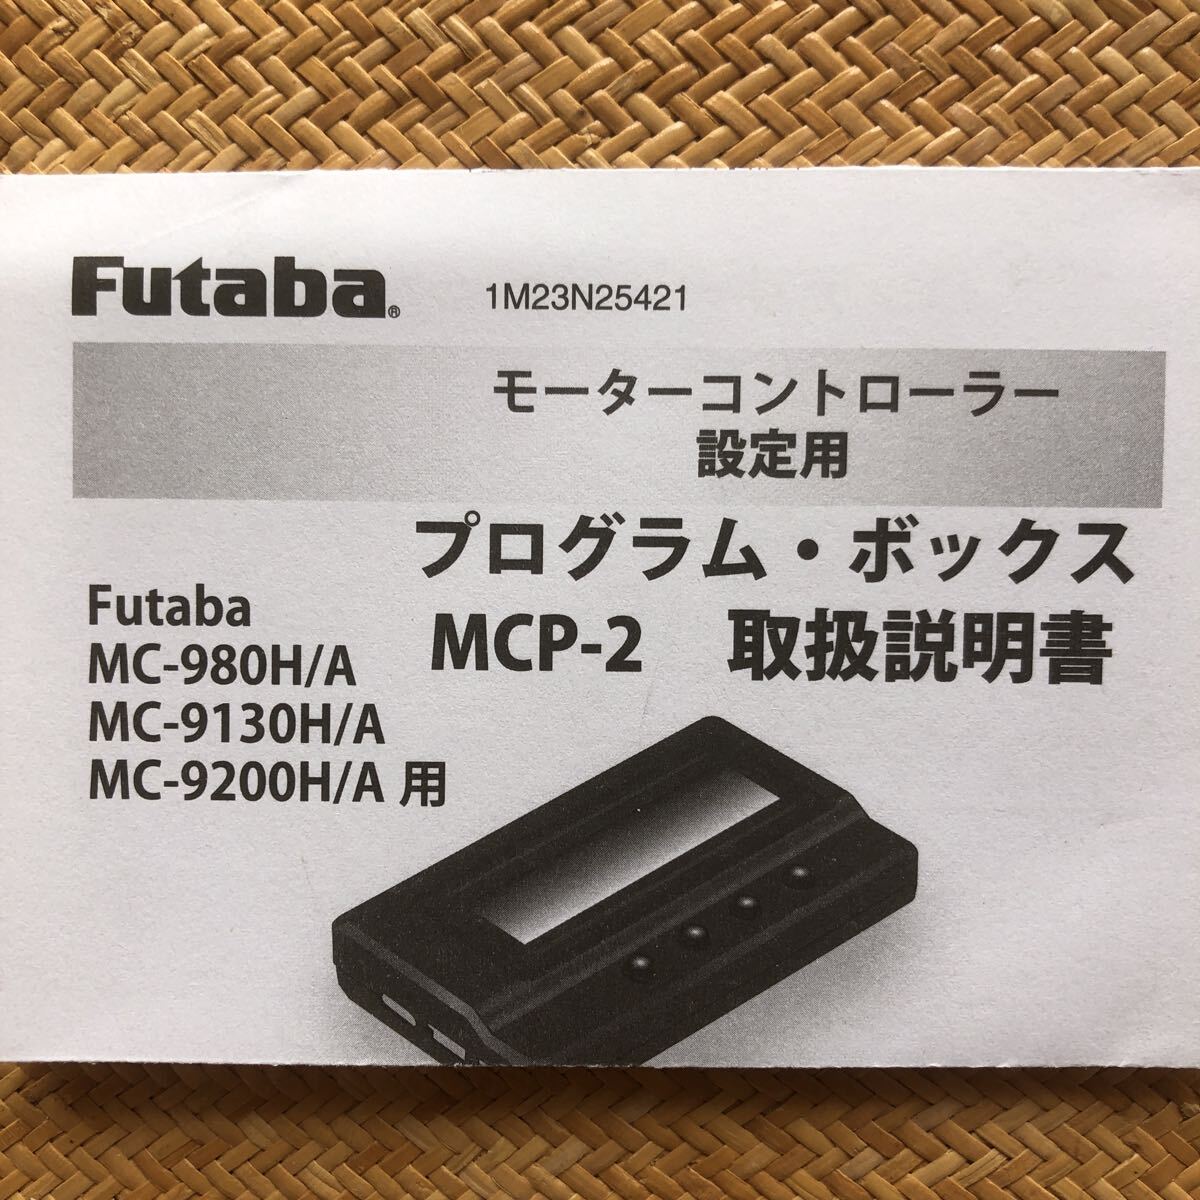 Futaba® 1M23N25421
モーターコントローラー
設定用
プログラム・ボックス
MCP-2 取扱説明書
Futaba
MC-980H/A
MC-9130H/A
MC-9200H/A 用